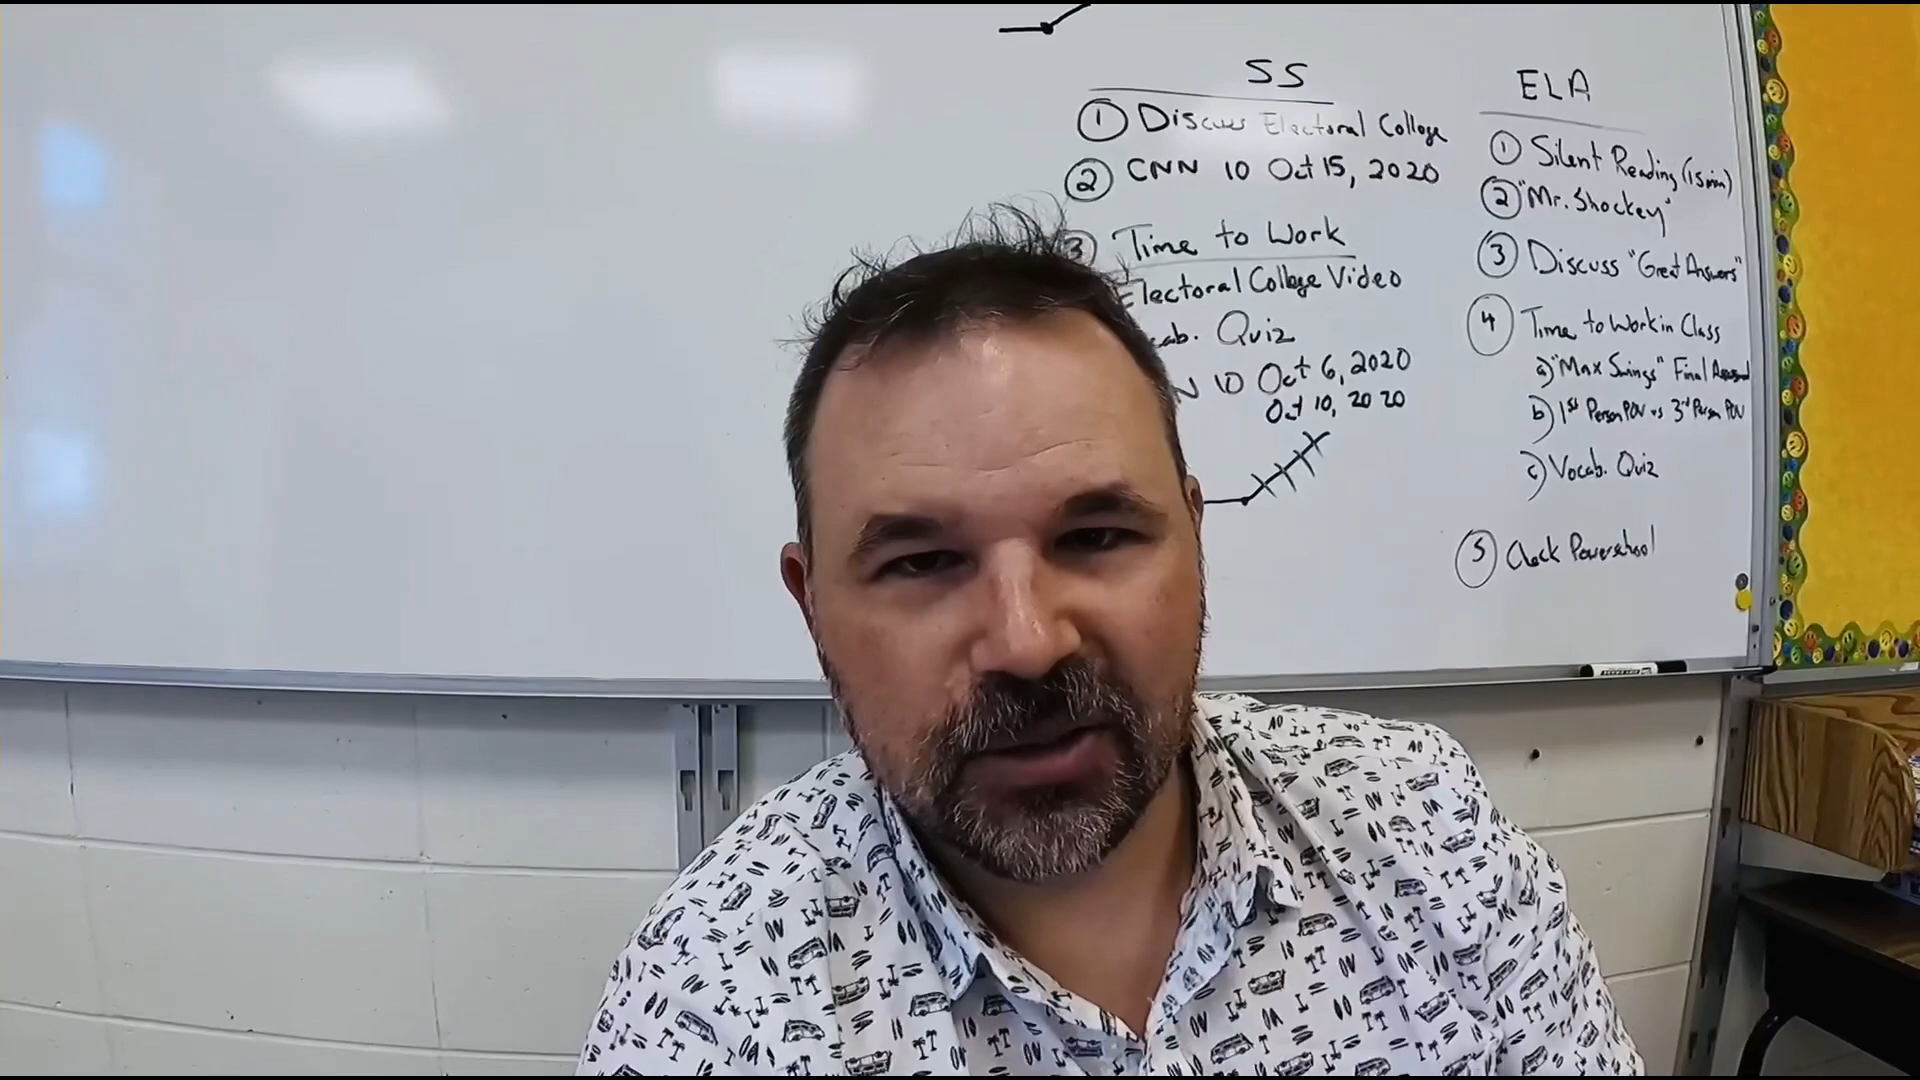 SS
① Discuss Electoral College
② CNN 10 Oct 15, 2020
③ Time to Work
Electoral College Video
Quiz
10 Oct 6, 2020
Oct 10, 2020
ELA
① Silent Reading (15 min)
② "Mr. Shockey"
③ Discuss "Great Answers"
④ Time to Work in Class
a) "Max Swings" Final
b) 1st Person POV vs 3rd Person POV
c) Vocab. Quiz
⑤ Check Powerschool